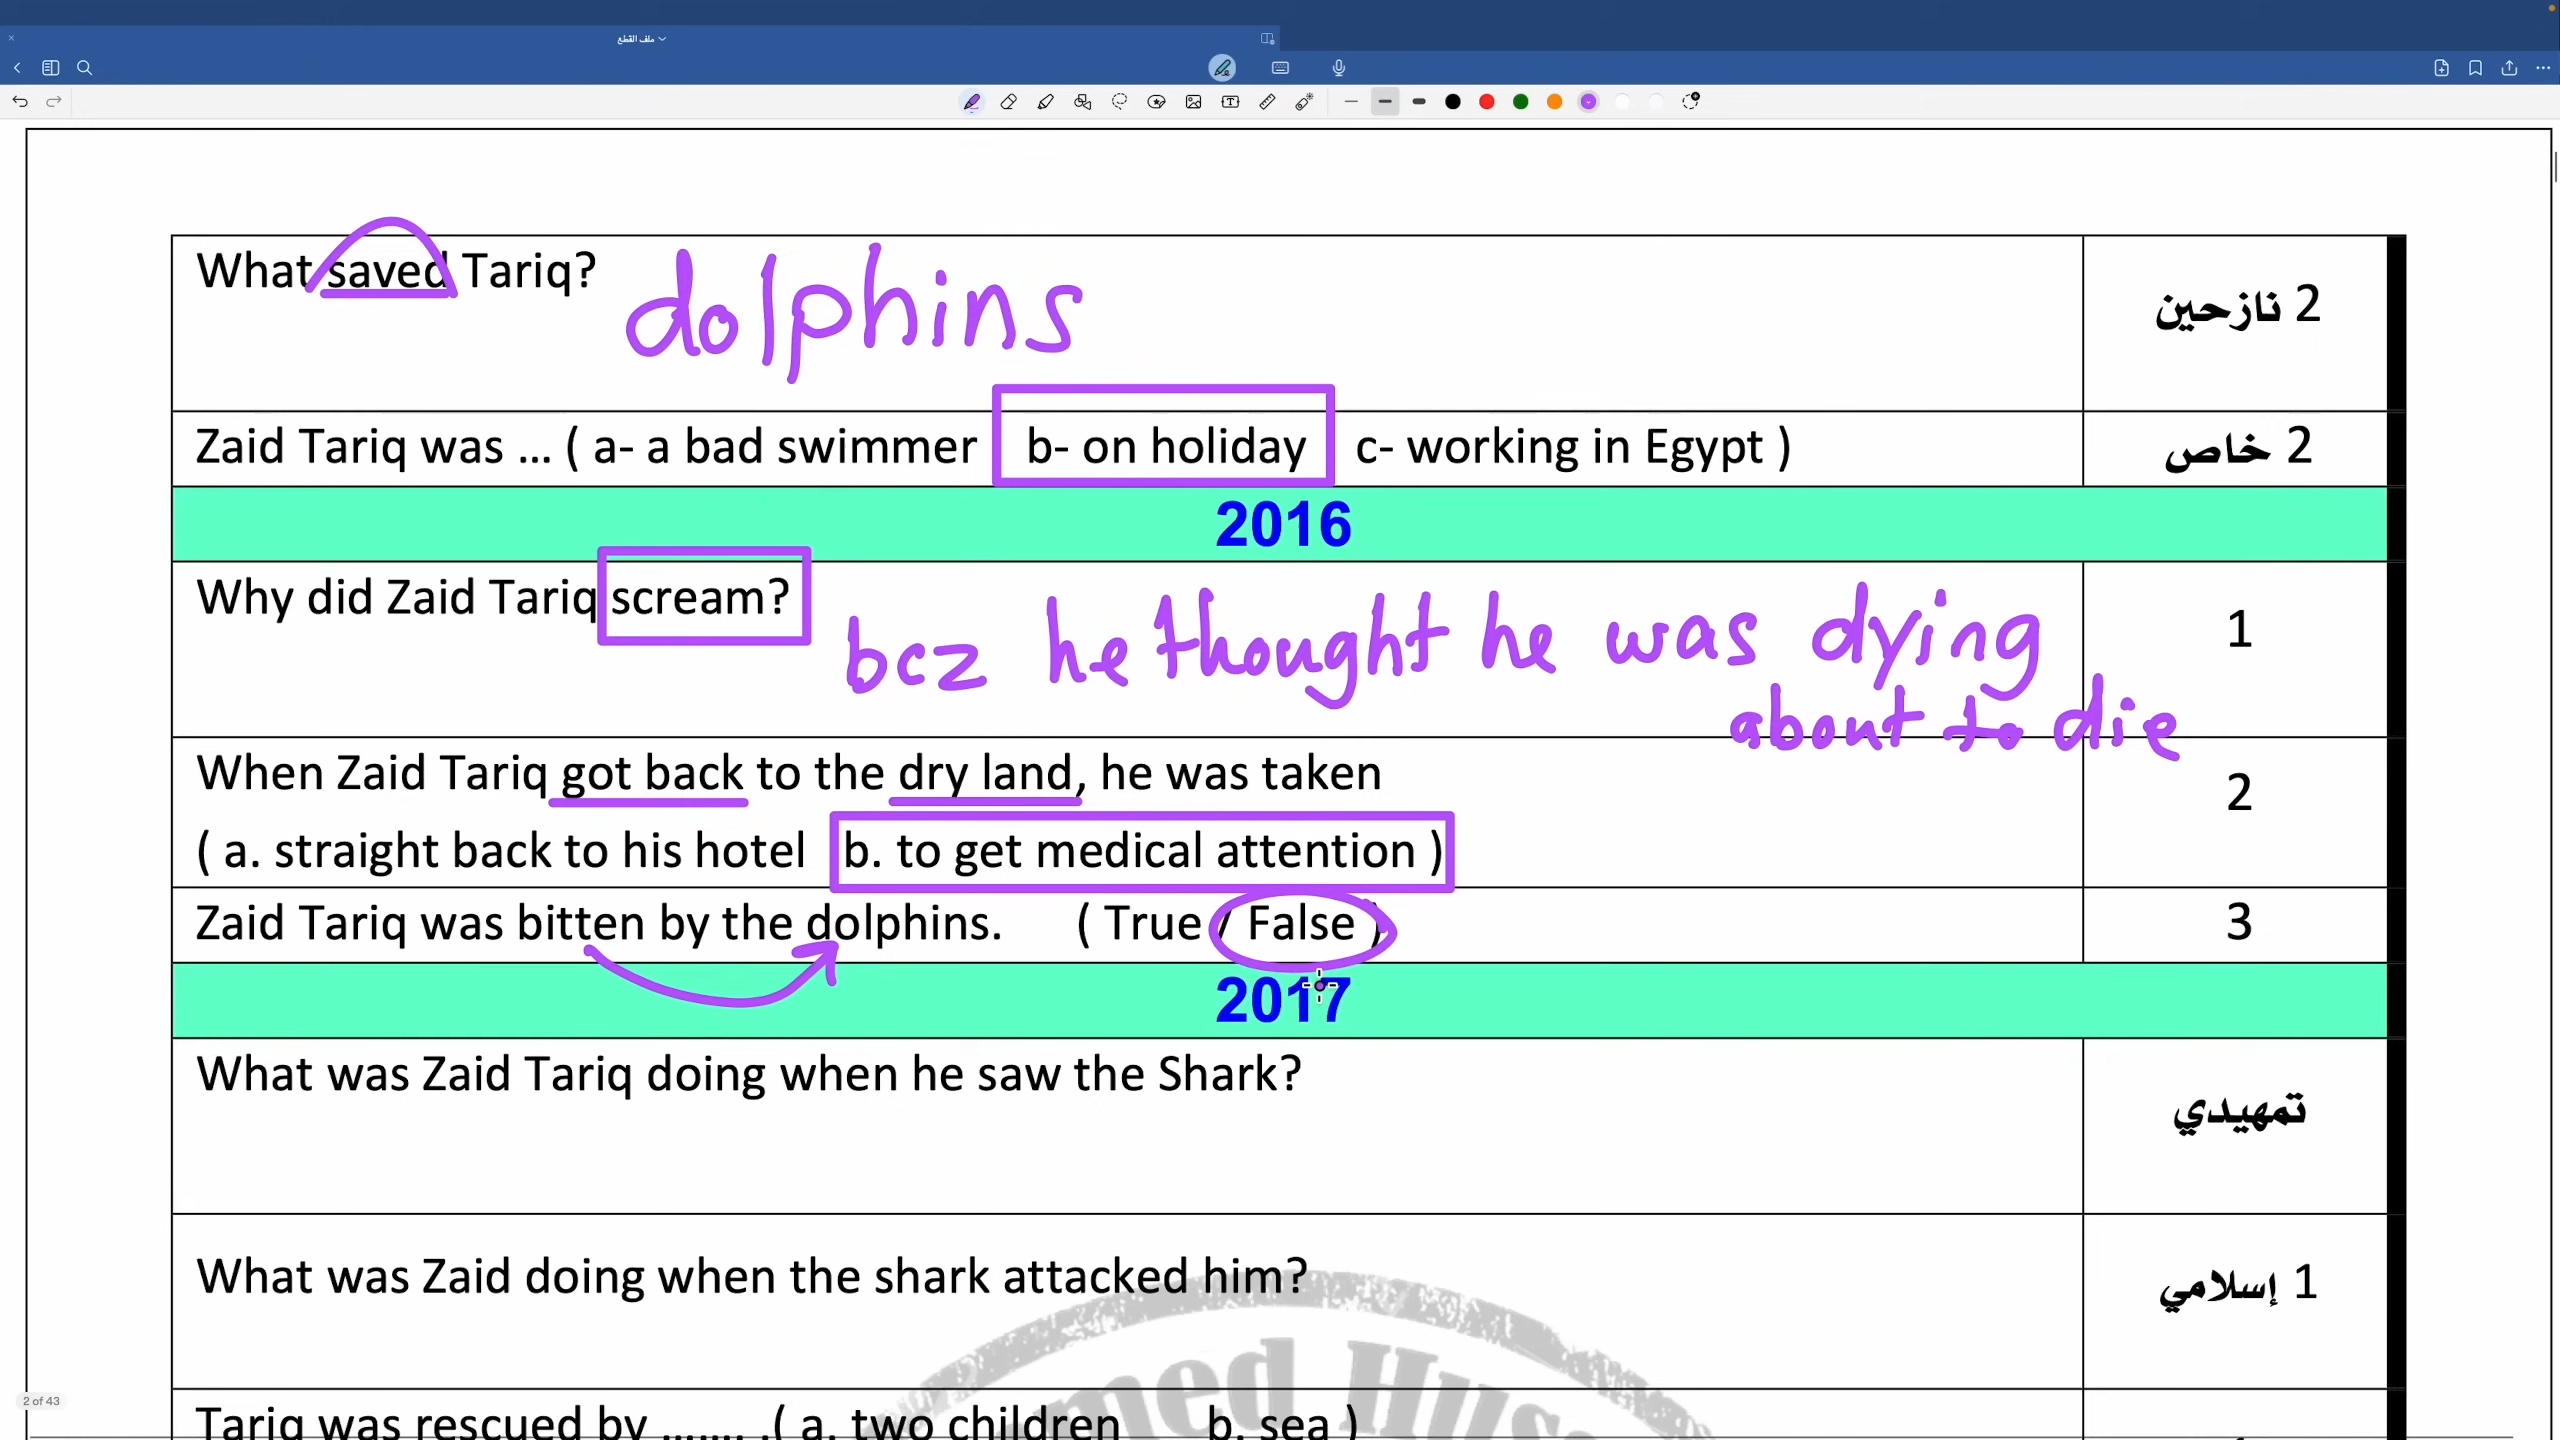 ملف القطع
What saved Tariq?
dolphins
2 نازحين
Zaid Tariq was ... ( a- a bad swimmer b- on holiday c- working in Egypt )
2 خاص
2016
Why did Zaid Tariq scream?
bcz he thought he was dying
about to die
1
When Zaid Tariq got back to the dry land, he was taken
( a. straight back to his hotel b. to get medical attention )
2
Zaid Tariq was bitten by the dolphins. ( True / False )
3
2017
What was Zaid Tariq doing when he saw the Shark?
تمهيدي
What was Zaid doing when the shark attacked him?
1 إسلامي
Tariq was rescued by ....... .( a. two children b. sea )
2 of 43